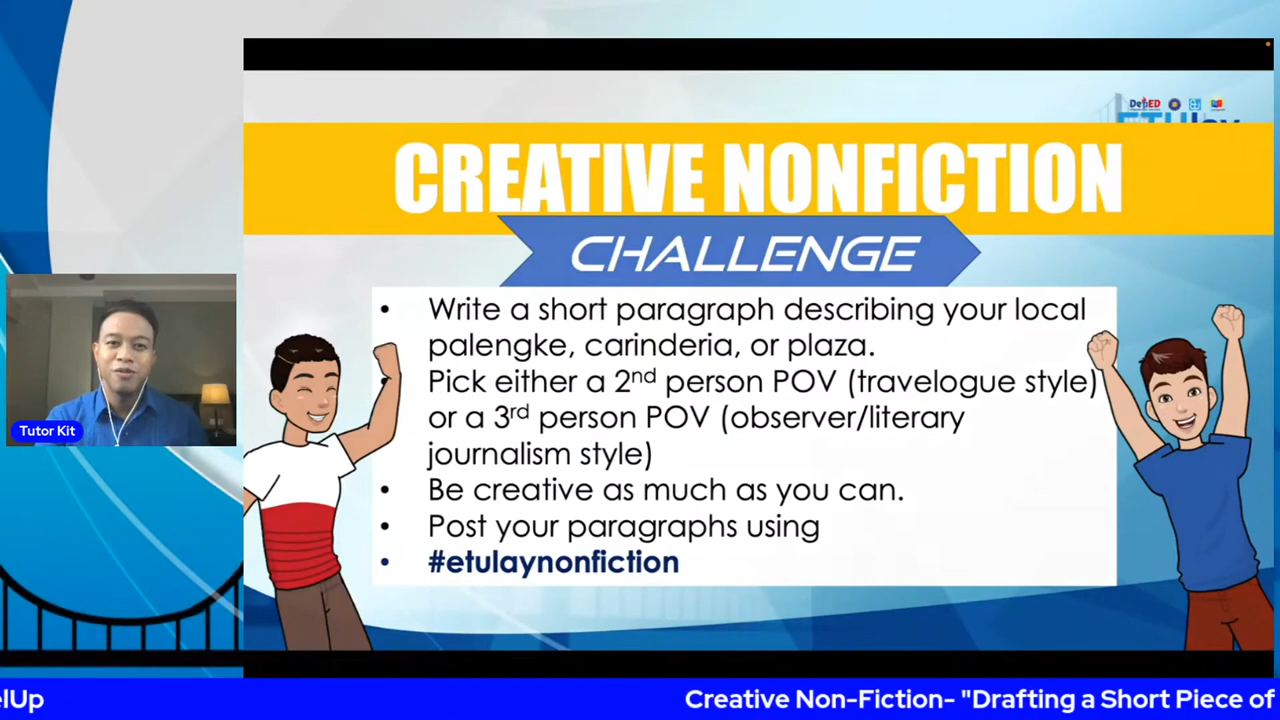 DepED
CREATIVE NONFICTION
CHALLENGE
• Write a short paragraph describing your local
palengke, carinderia, or plaza.
• Pick either a 2nd person POV (travelogue style)
or a 3rd person POV (observer/literary
journalism style)
• Be creative as much as you can.
• Post your paragraphs using
• #etulaynonfiction
Tutor Kit
elUp
Creative Non-Fiction- "Drafting a Short Piece of